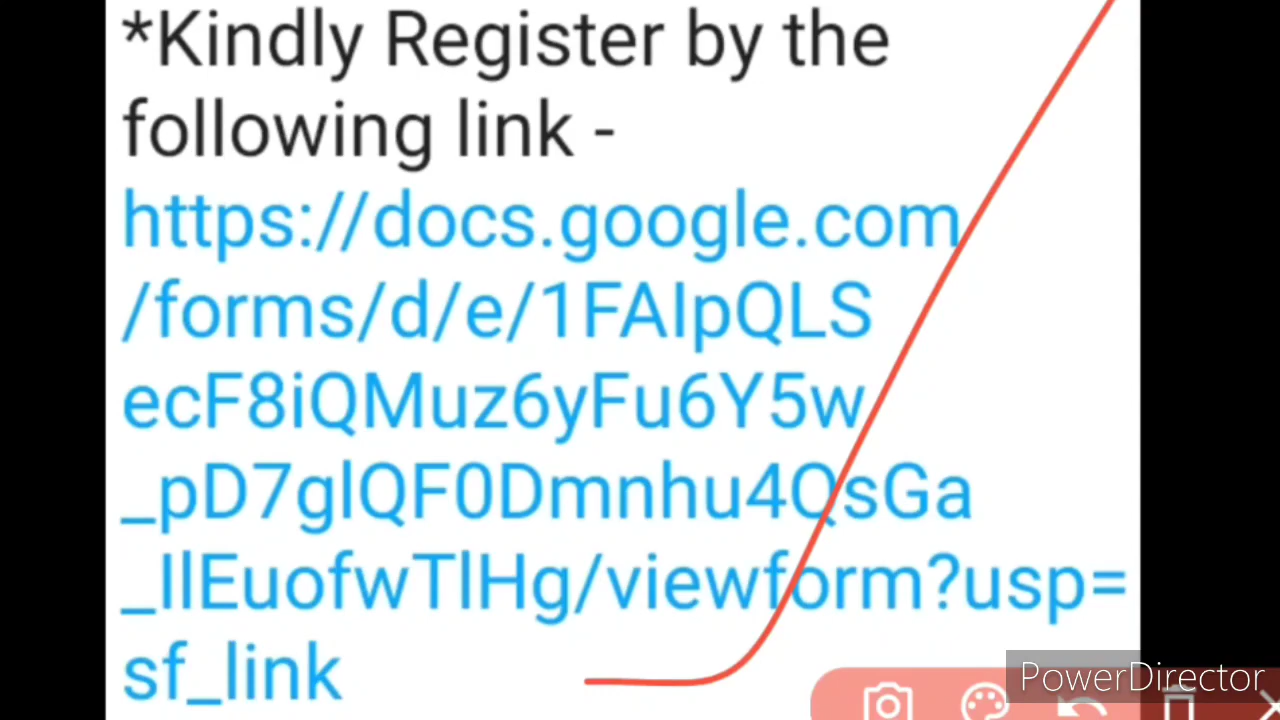 *Kindly Register by the
following link -
https://docs.google.com
/forms/d/e/1FAIpQLS
ecF8iQMuz6yFu6Y5w
_pD7glQF0Dmnhu4QsGa
_IlEuofwTlHg/viewform?usp=
sf_link
PowerDirector